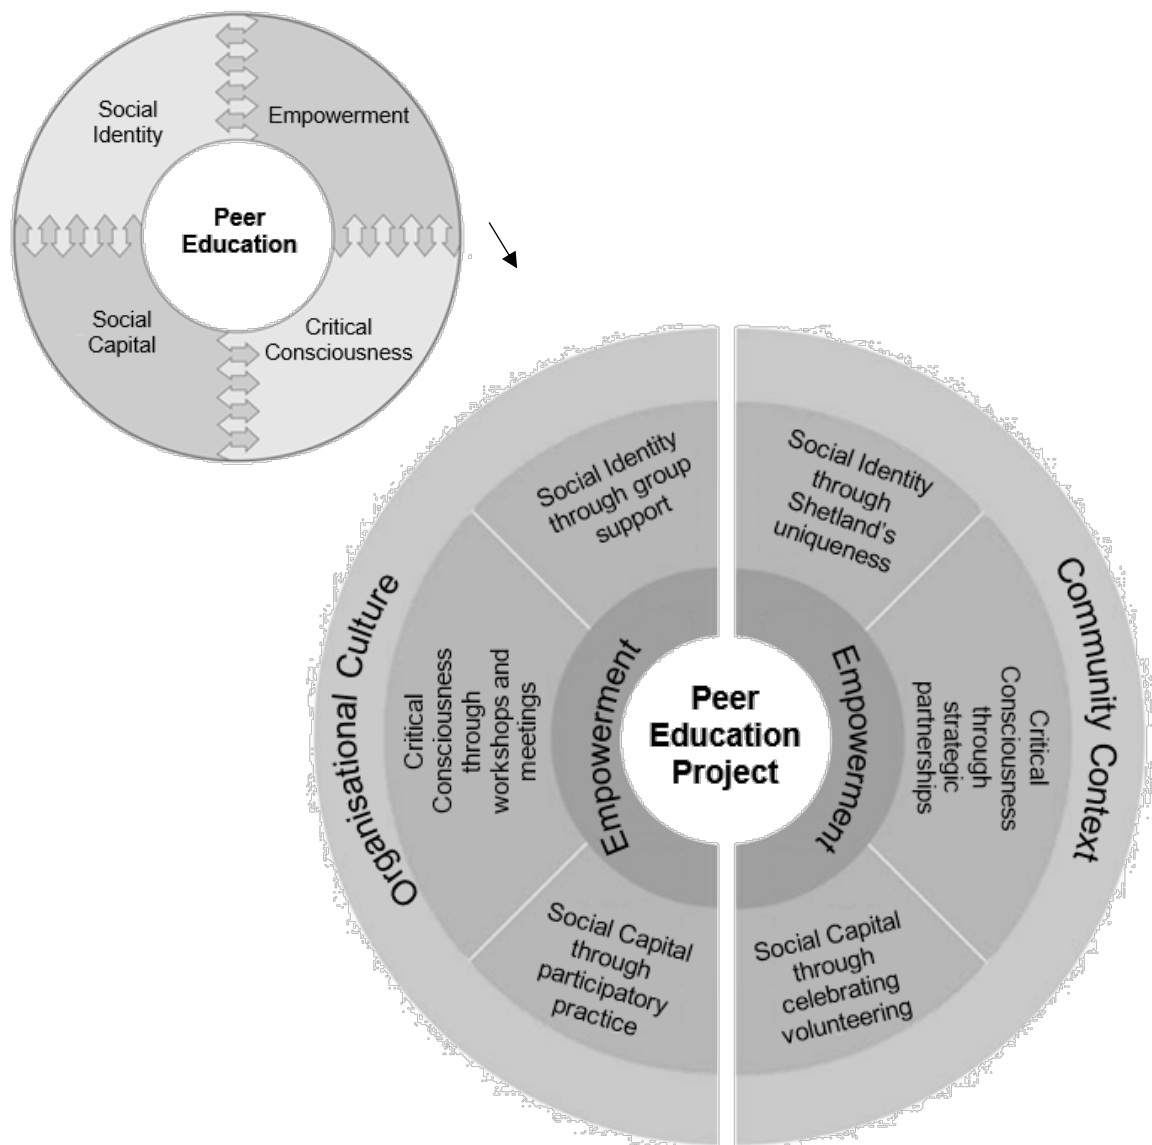 Social
Identity
Empowerment
Peer
Education
Social
Capital
Critical
Consciousness
Social Identity
through group
support
Social Identity
through
Shetland's
uniqueness
Organisational Culture
Critical
Consciousness
through
workshops and
meetings
Empowerment
Peer
Education
Project
Empowerment
Critical
Consciousness
through
strategic
partnerships
Community Context
Social Capital
through
participatory
practice
Social Capital
through
celebrating
volunteering